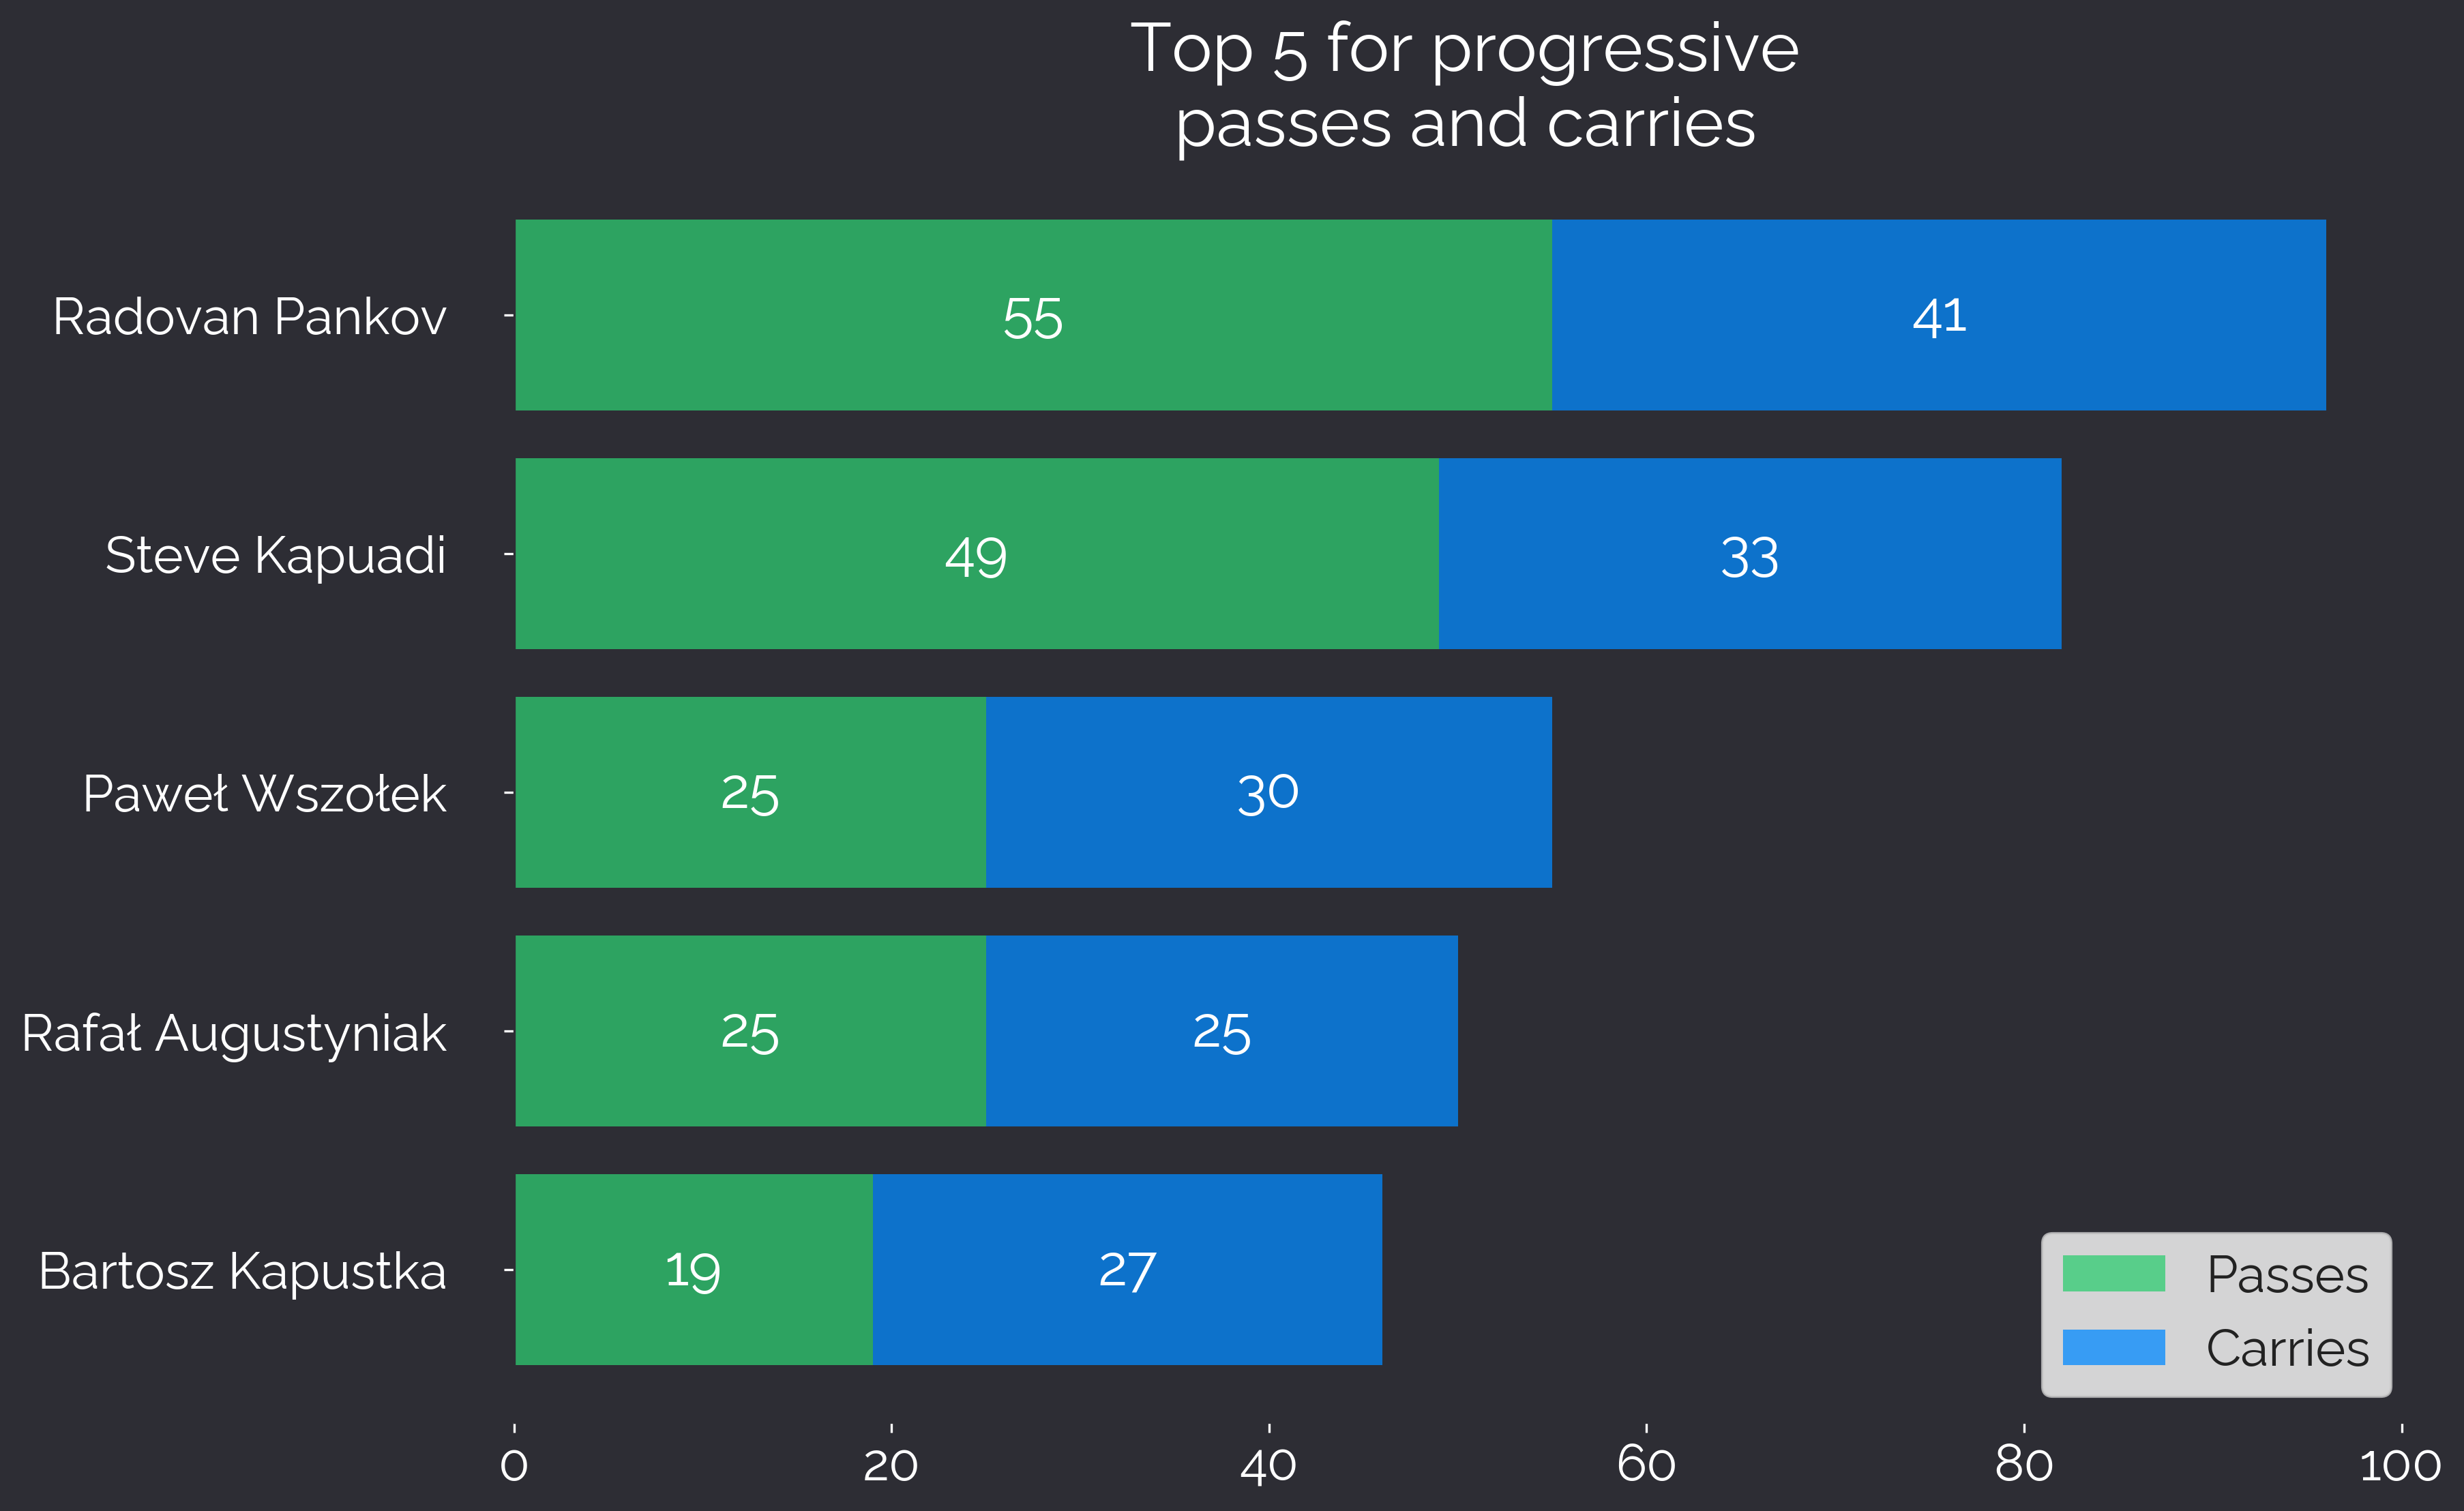 Top 5 for progressive
passes and carries
Radovan Pankov
55
41
Steve Kapuadi
49
33
Paweł Wszołek
25
30
Rafał Augustyniak
25
25
Bartosz Kapustka
19
27
Passes
Carries
0
20
40
60
80
100